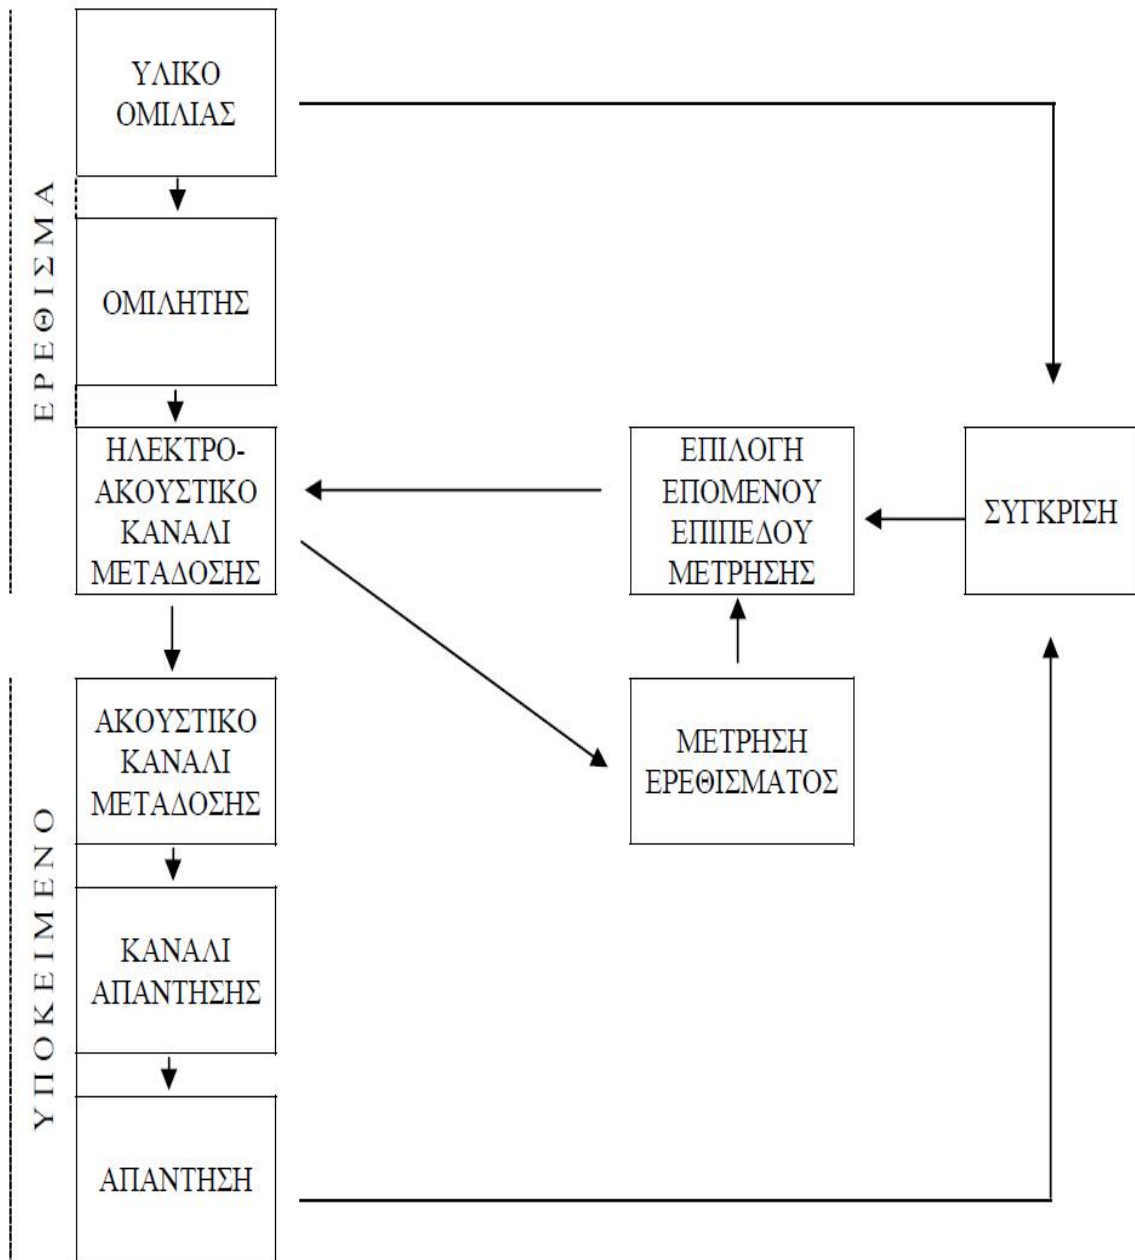 ΥΛΙΚΟ
ΟΜΙΛΙΑΣ
ΕΡΕΘΙΣΜΑ
ΟΜΙΛΗΤΗΣ
ΗΛΕΚΤΡΟ-
ΑΚΟΥΣΤΙΚΟ
ΚΑΝΑΛΙ
ΜΕΤΑΔΟΣΗΣ
ΕΠΙΛΟΓΗ
ΕΠΟΜΕΝΟΥ
ΕΠΙΠΕΔΟΥ
ΜΕΤΡΗΣΗΣ
ΣΥΓΚΡΙΣΗ
ΥΠΟΚΕΙΜΕΝΟ
ΑΚΟΥΣΤΙΚΟ
ΚΑΝΑΛΙ
ΜΕΤΑΔΟΣΗΣ
ΜΕΤΡΗΣΗ
ΕΡΕΘΙΣΜΑΤΟΣ
ΚΑΝΑΛΙ
ΑΠΑΝΤΗΣΗΣ
ΑΠΑΝΤΗΣΗ